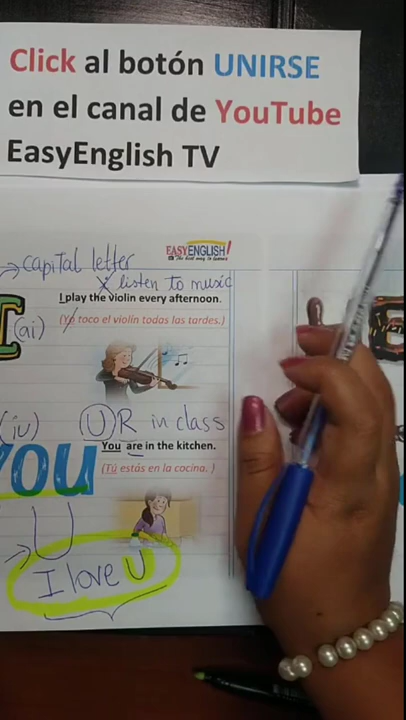 Click al botón UNIRSE
en el canal de YouTube
EasyEnglish TV
EASYENGLISH!
→ capital letter
x listen to music
I play the violin every afternoon.
I (ai)
(Yo toco el violín todas las tardes.)
(iu) U R in class
You are in the kitchen.
YOU
(Tú estás en la cocina. )
U
→ I love U